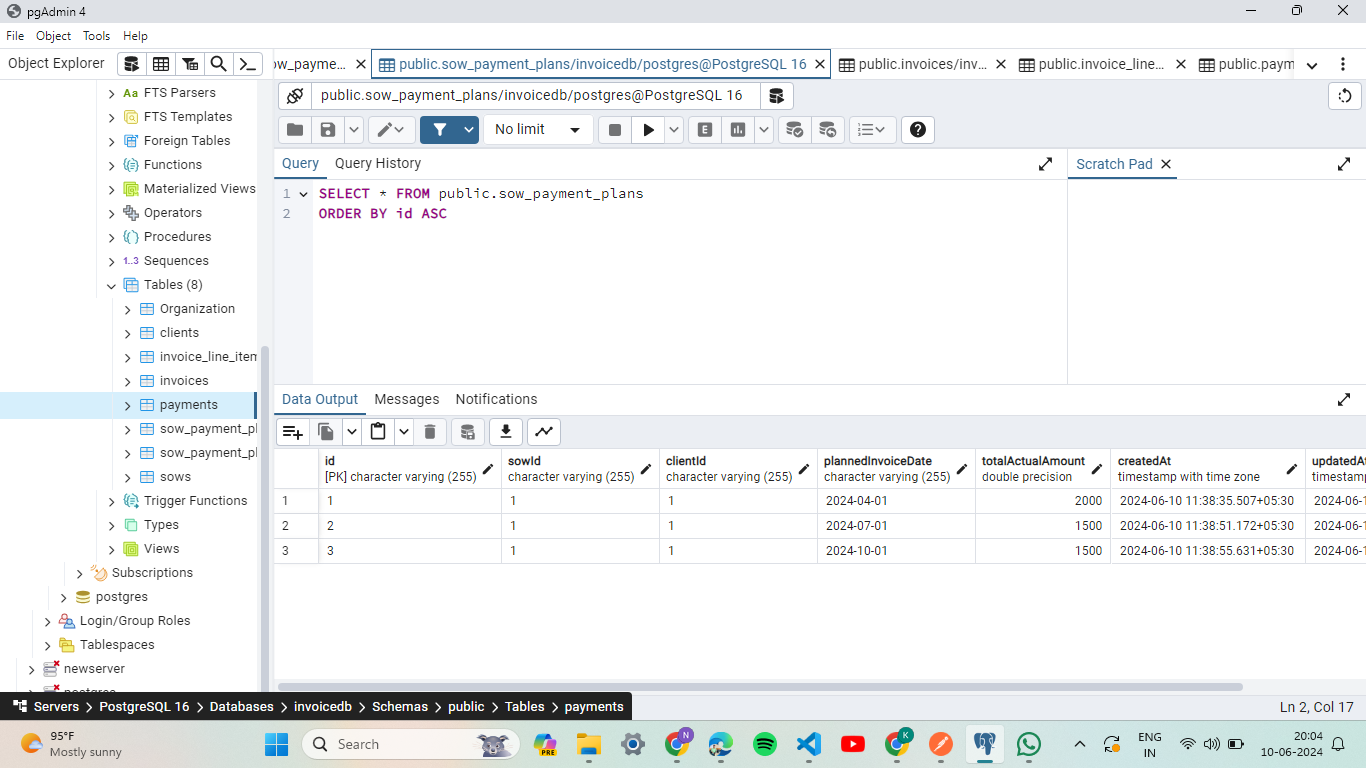 pgAdmin 4
File Object Tools Help
Object Explorer
ow_payme...
public.sow_payment_plans/invoicedb/postgres@PostgreSQL 16
public.invoices/inv...
public.invoice_line...
public.paym
public.sow_payment_plans/invoicedb/postgres@PostgreSQL 16
No limit
E
Query Query History
Scratch Pad
1 SELECT * FROM public.sow_payment_plans
2 ORDER BY id ASC
FTS Parsers
FTS Templates
Foreign Tables
Functions
Materialized Views
Operators
Procedures
1..3 Sequences
Tables (8)
Organization
clients
invoice_line_item
invoices
payments
sow_payment_pl
sow_payment_pl
sows
Trigger Functions
Types
Views
Subscriptions
postgres
Login/Group Roles
Tablespaces
newserver
Data Output Messages Notifications
id sowId clientId plannedInvoiceDate totalActualAmount createdAt updatedAt
[PK] character varying (255) character varying (255) character varying (255) character varying (255) double precision timestamp with time zone timestamp
1 1 1 1 2024-04-01 2000 2024-06-10 11:38:35.507+05:30 2024-06-1
2 2 1 1 2024-07-01 1500 2024-06-10 11:38:51.172+05:30 2024-06-1
3 3 1 1 2024-10-01 1500 2024-06-10 11:38:55.631+05:30 2024-06-1
Servers > PostgreSQL 16 > Databases > invoicedb > Schemas > public > Tables > payments
Ln 2, Col 17
95°F
Mostly sunny
Search
PRE
N
K
ENG
IN
20:04
10-06-2024